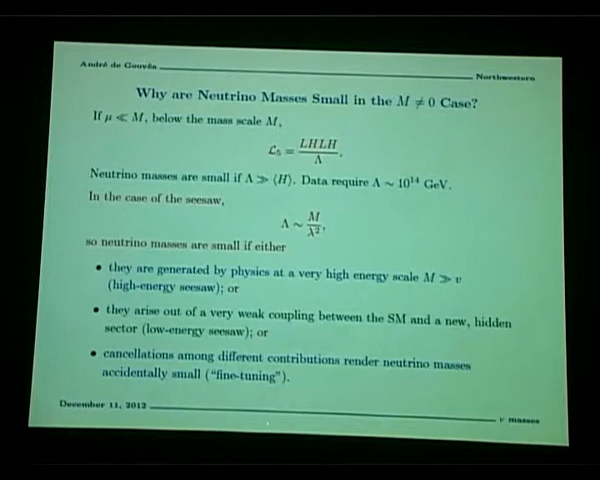 André de Gouvêa
Northwestern
Why are Neutrino Masses Small in the M ≠ 0 Case?
If μ ≪ M, below the mass scale M,
ℒ₅ = LHLH / Λ.
Neutrino masses are small if Λ ≫ ⟨H⟩. Data require Λ ∼ 10¹⁴ GeV.
In the case of the seesaw,
Λ ∼ M / λ²,
so neutrino masses are small if either
• they are generated by physics at a very high energy scale M ≫ v
(high-energy seesaw); or
• they arise out of a very weak coupling between the SM and a new, hidden
sector (low-energy seesaw); or
• cancellations among different contributions render neutrino masses
accidentally small (“fine-tuning”).
December 11, 2012
ν masses